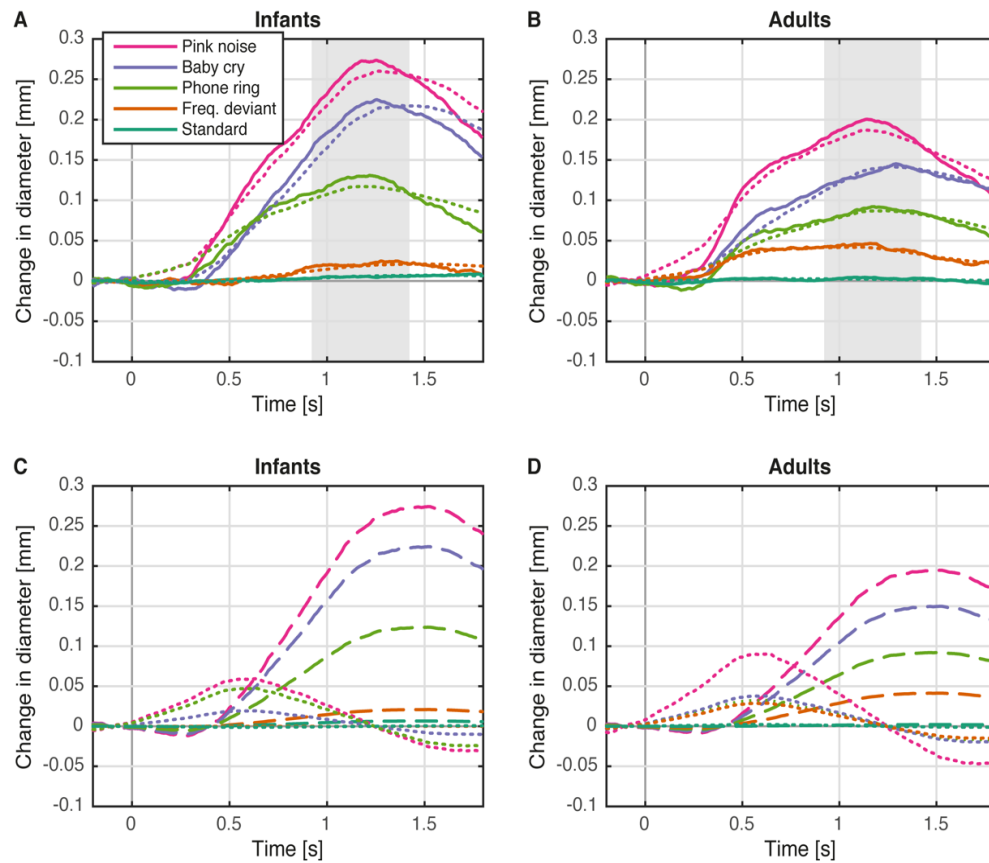 A Infants
0.3
0.25
0.2
0.15
0.1
0.05
0
-0.05
-0.1
Change in diameter [mm]
Pink noise
Baby cry
Phone ring
Freq. deviant
Standard
0 0.5 1 1.5
Time [s]
B Adults
0.3
0.25
0.2
0.15
0.1
0.05
0
-0.05
-0.1
Change in diameter [mm]
0 0.5 1 1.5
Time [s]
C Infants
0.3
0.25
0.2
0.15
0.1
0.05
0
-0.05
-0.1
Change in diameter [mm]
0 0.5 1 1.5
Time [s]
D Adults
0.3
0.25
0.2
0.15
0.1
0.05
0
-0.05
-0.1
Change in diameter [mm]
0 0.5 1 1.5
Time [s]